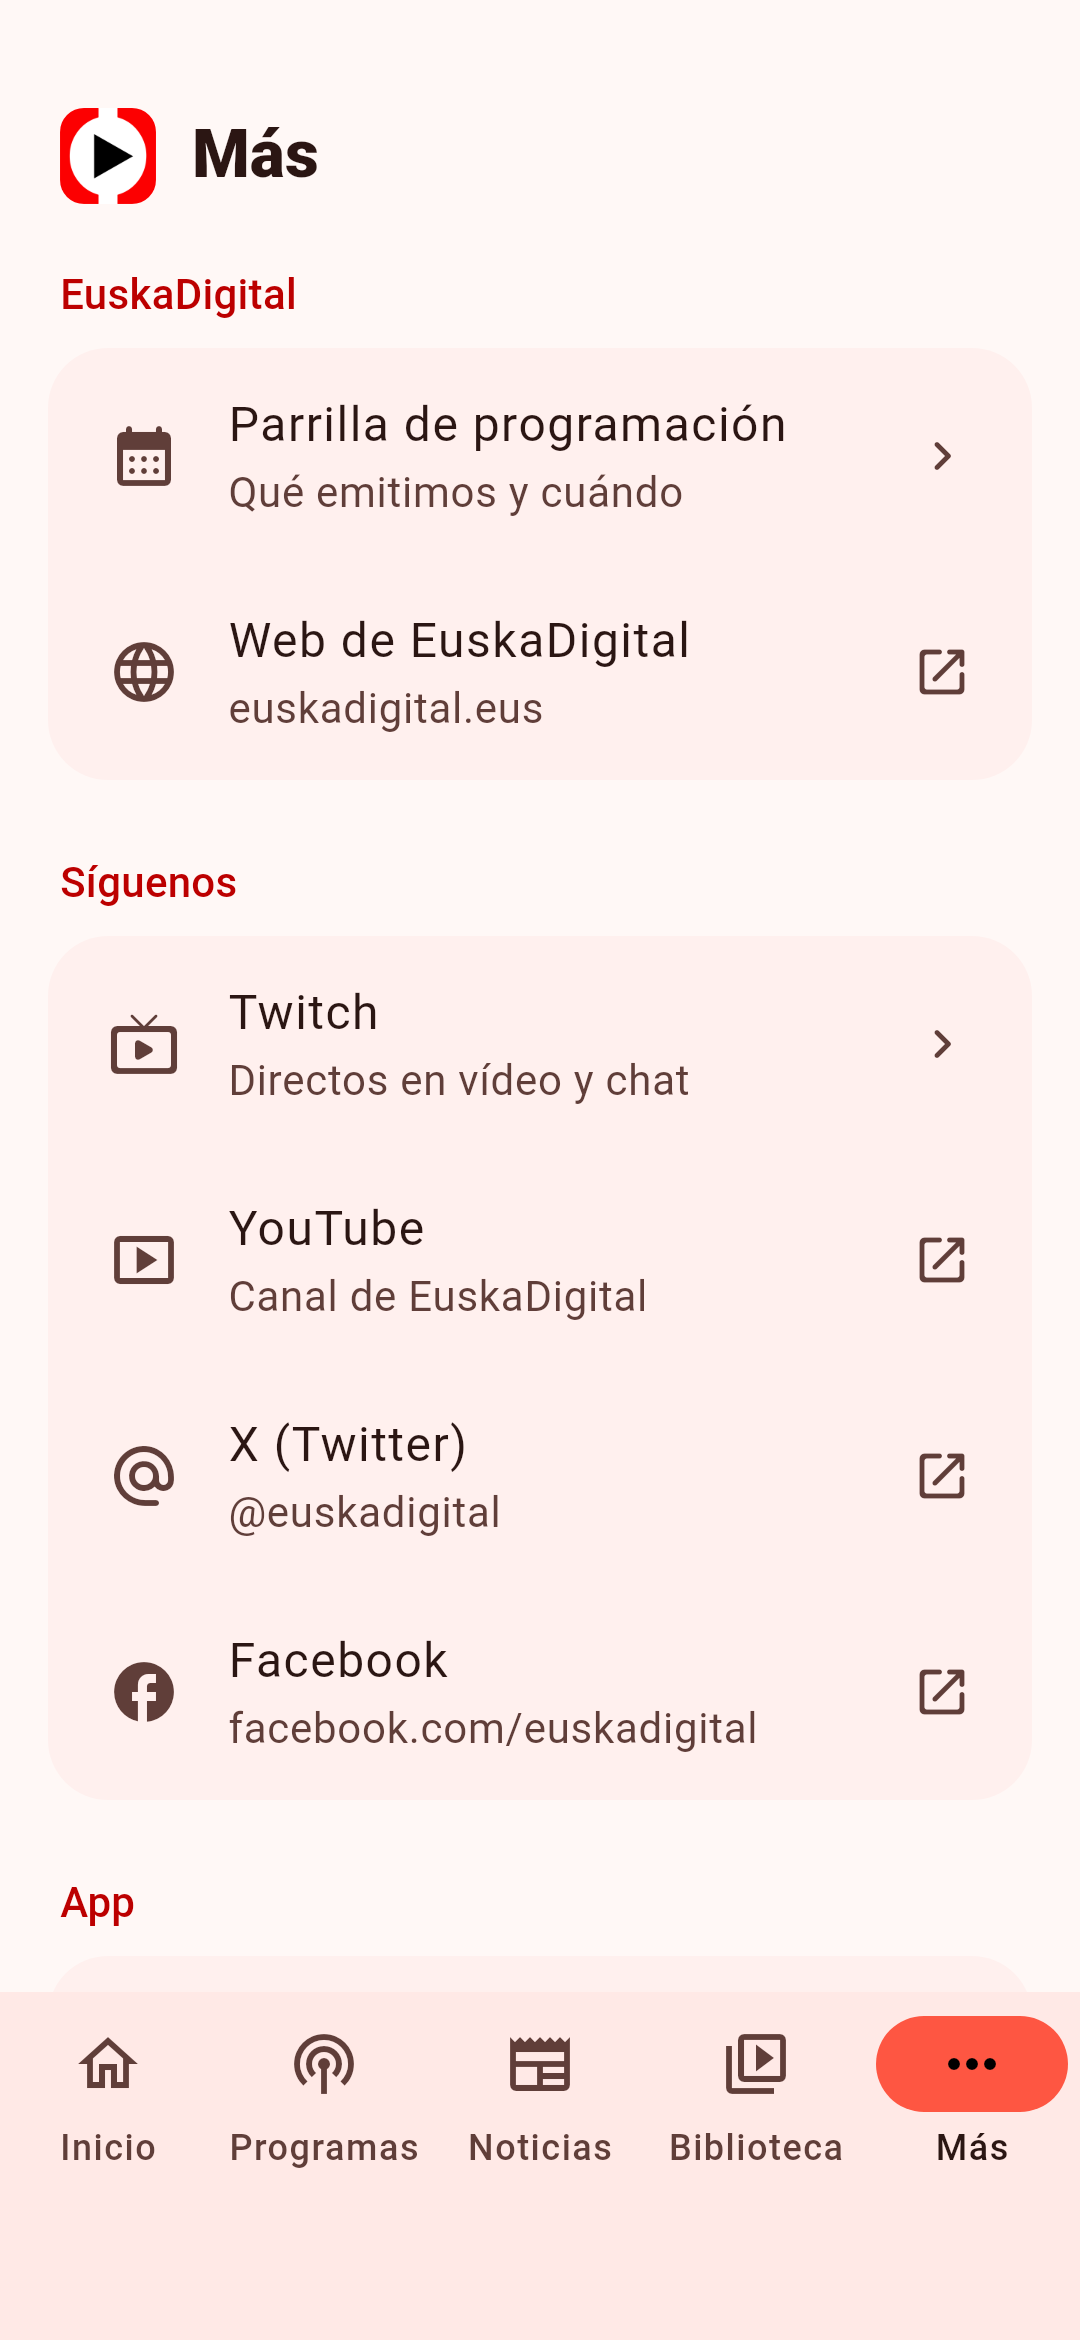 Más
EuskaDigital
Parrilla de programación
Qué emitimos y cuándo
Web de EuskaDigital
euskadigital.eus
Síguenos
Twitch
Directos en vídeo y chat
YouTube
Canal de EuskaDigital
X (Twitter)
@euskadigital
Facebook
facebook.com/euskadigital
App
Inicio
Programas
Noticias
Biblioteca
Más